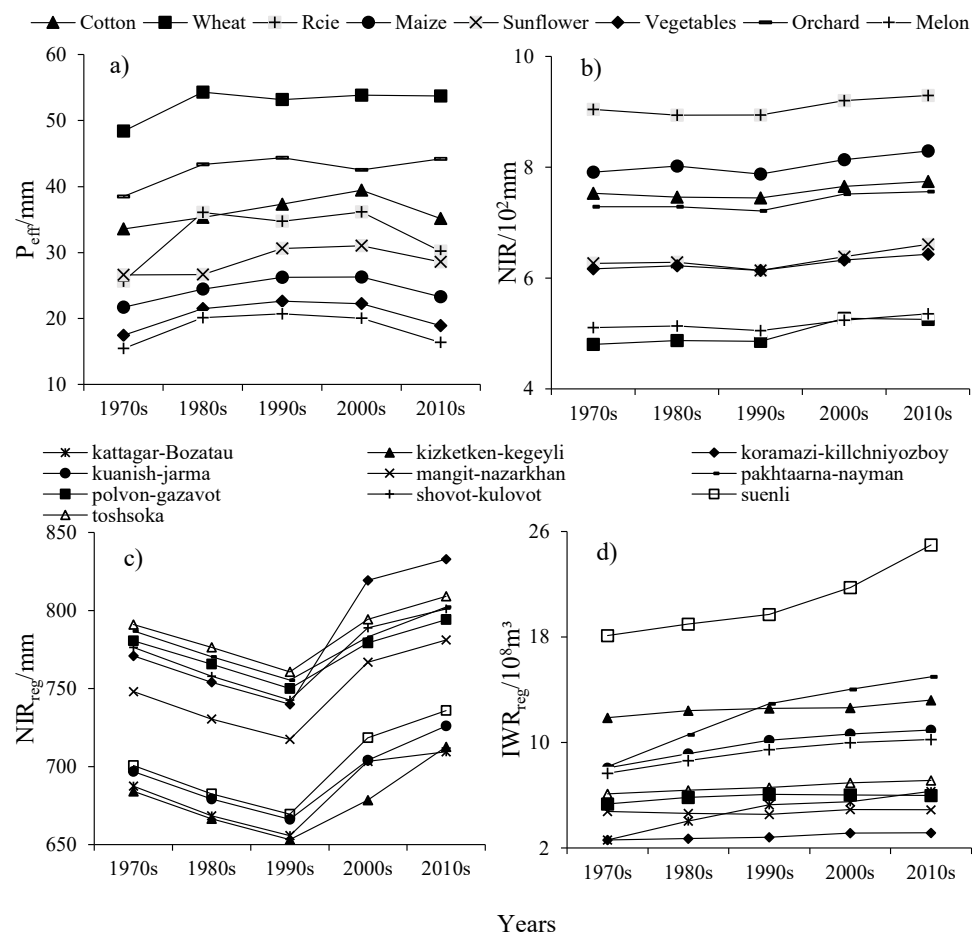 Cotton Wheat Rcie Maize Sunflower Vegetables Orchard Melon
a)
60
50
40
30
20
10
P_eff/mm
1970s 1980s 1990s 2000s 2010s
b)
10
8
6
4
NIR/10²mm
1970s 1980s 1990s 2000s 2010s
kattagar-Bozatau kizketken-kegeyli koramazi-killchniyozboy
kuanish-jarma mangit-nazarkhan pakhtaarna-nayman
polvon-gazavot shovot-kulovot suenli
toshsoka
c)
850
800
750
700
650
NIR_reg/mm
1970s 1980s 1990s 2000s 2010s
d)
26
18
10
2
IWR_reg/10⁸m³
1970s 1980s 1990s 2000s 2010s
Years